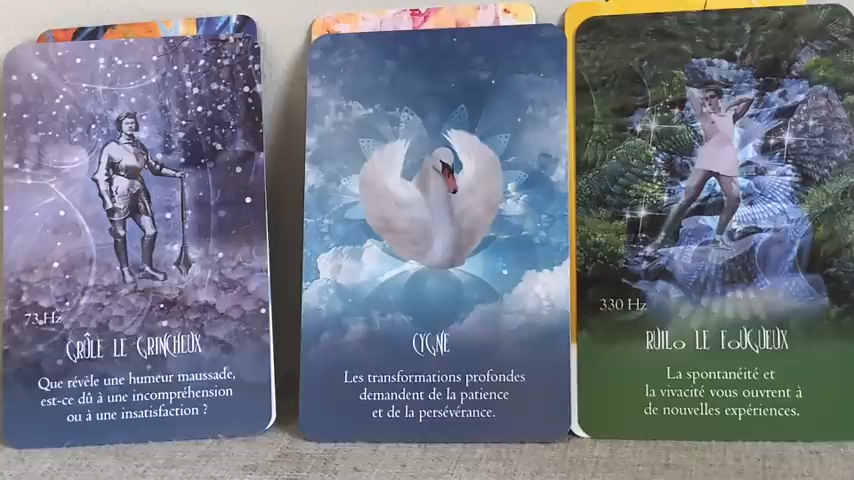 73 Hz
GRÔLE LE GRINCHEUX
Que révèle une humeur maussade,
est-ce dû à une incompréhension
ou à une insatisfaction ?
CYGNE
Les transformations profondes
demandent de la patience
et de la persévérance.
330 Hz
RUILO LE FOUGUEUX
La spontanéité et
la vivacité vous ouvrent à
de nouvelles expériences.